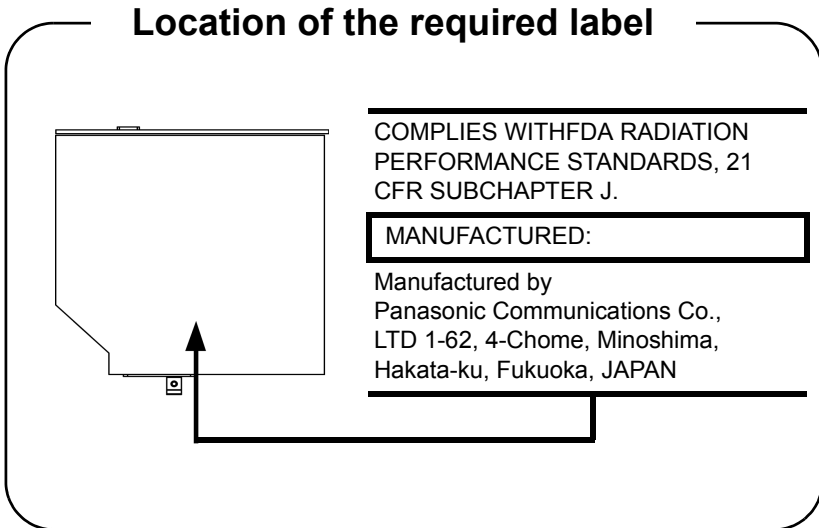 Location of the required label
COMPLIES WITHFDA RADIATION
PERFORMANCE STANDARDS, 21
CFR SUBCHAPTER J.
MANUFACTURED:
Manufactured by
Panasonic Communications Co.,
LTD 1-62, 4-Chome, Minoshima,
Hakata-ku, Fukuoka, JAPAN